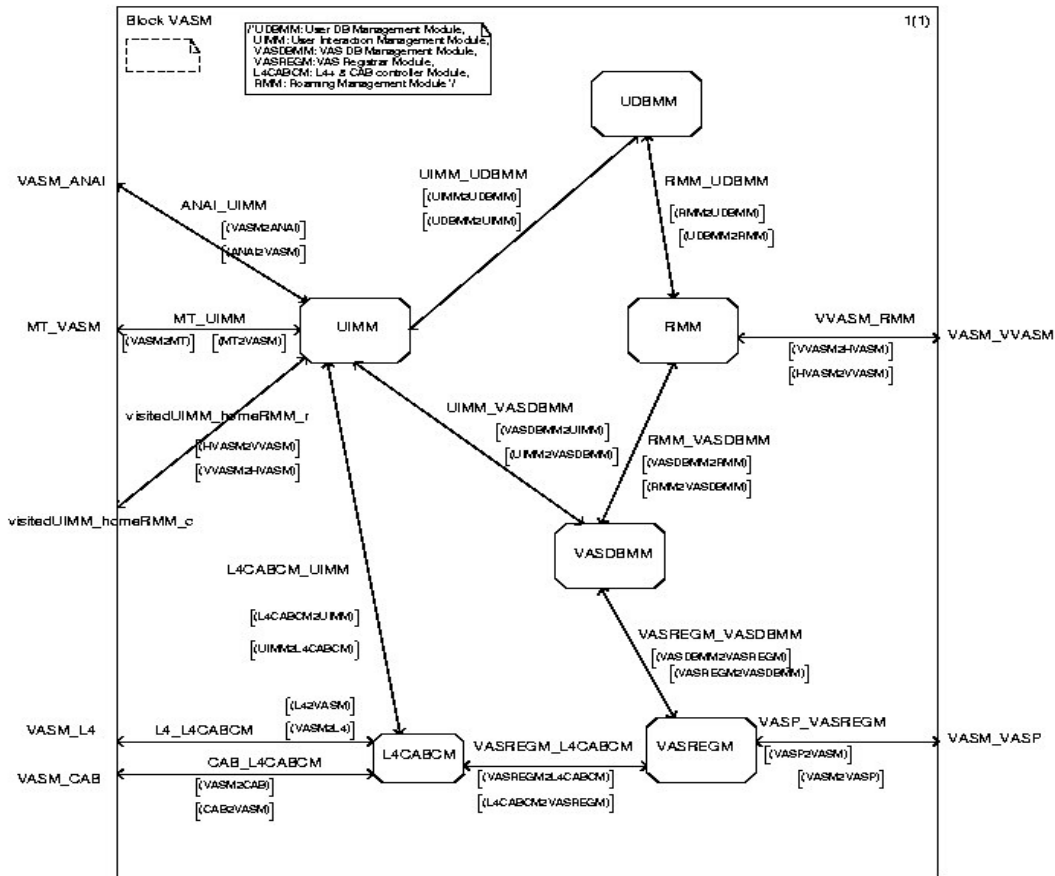 Block VASM
1(1)
/*UDBMM: User DB Management Module,
UIMM: User Interaction Management Module,
VASDBMM: VAS DB Management Module,
VASREGM: VAS Registrar Module,
L4CABCM: L4+ & CAB controller Module,
RMM: Roaming Management Module*/
UDBMM
VASM_ANAI
ANAI_UIMM
[(VASM2ANAI)]
[(ANAI2VASM)]
UIMM_UDBMM
[(UIMM2UDBMM)]
[(UDBMM2UIMM)]
RMM_UDBMM
[(RMM2UDBMM)]
[(UDBMM2RMM)]
MT_VASM
MT_UIMM
[(VASM2MT)] [(MT2VASM)]
UIMM
RMM
VVASM_RMM
[(VVASM2HVASM)]
[(HVASM2VVASM)]
VASM_VVASM
visitedUIMM_homeRMM_r
[(HVASM2VVASM)]
[(VVASM2HVASM)]
visitedUIMM_homeRMM_c
UIMM_VASDBMM
[(VASDBMM2UIMM)]
[(UIMM2VASDBMM)]
RMM_VASDBMM
[(VASDBMM2RMM)]
[(RMM2VASDBMM)]
VASDBMM
L4CABCM_UIMM
[(L4CABCM2UIMM)]
[(UIMM2L4CABCM)]
VASREGM_VASDBMM
[(VASDBMM2VASREGM)]
[(VASREGM2VASDBMM)]
VASM_L4
L4_L4CABCM
[(L42VASM)]
[(VASM2L4)]
VASM_CAB
CAB_L4CABCM
[(VASM2CAB)]
[(CAB2VASM)]
L4CABCM
VASREGM_L4CABCM
[(VASREGM2L4CABCM)]
[(L4CABCM2VASREGM)]
VASREGM
VASP_VASREGM
[(VASP2VASM)]
[(VASM2VASP)]
VASM_VASP